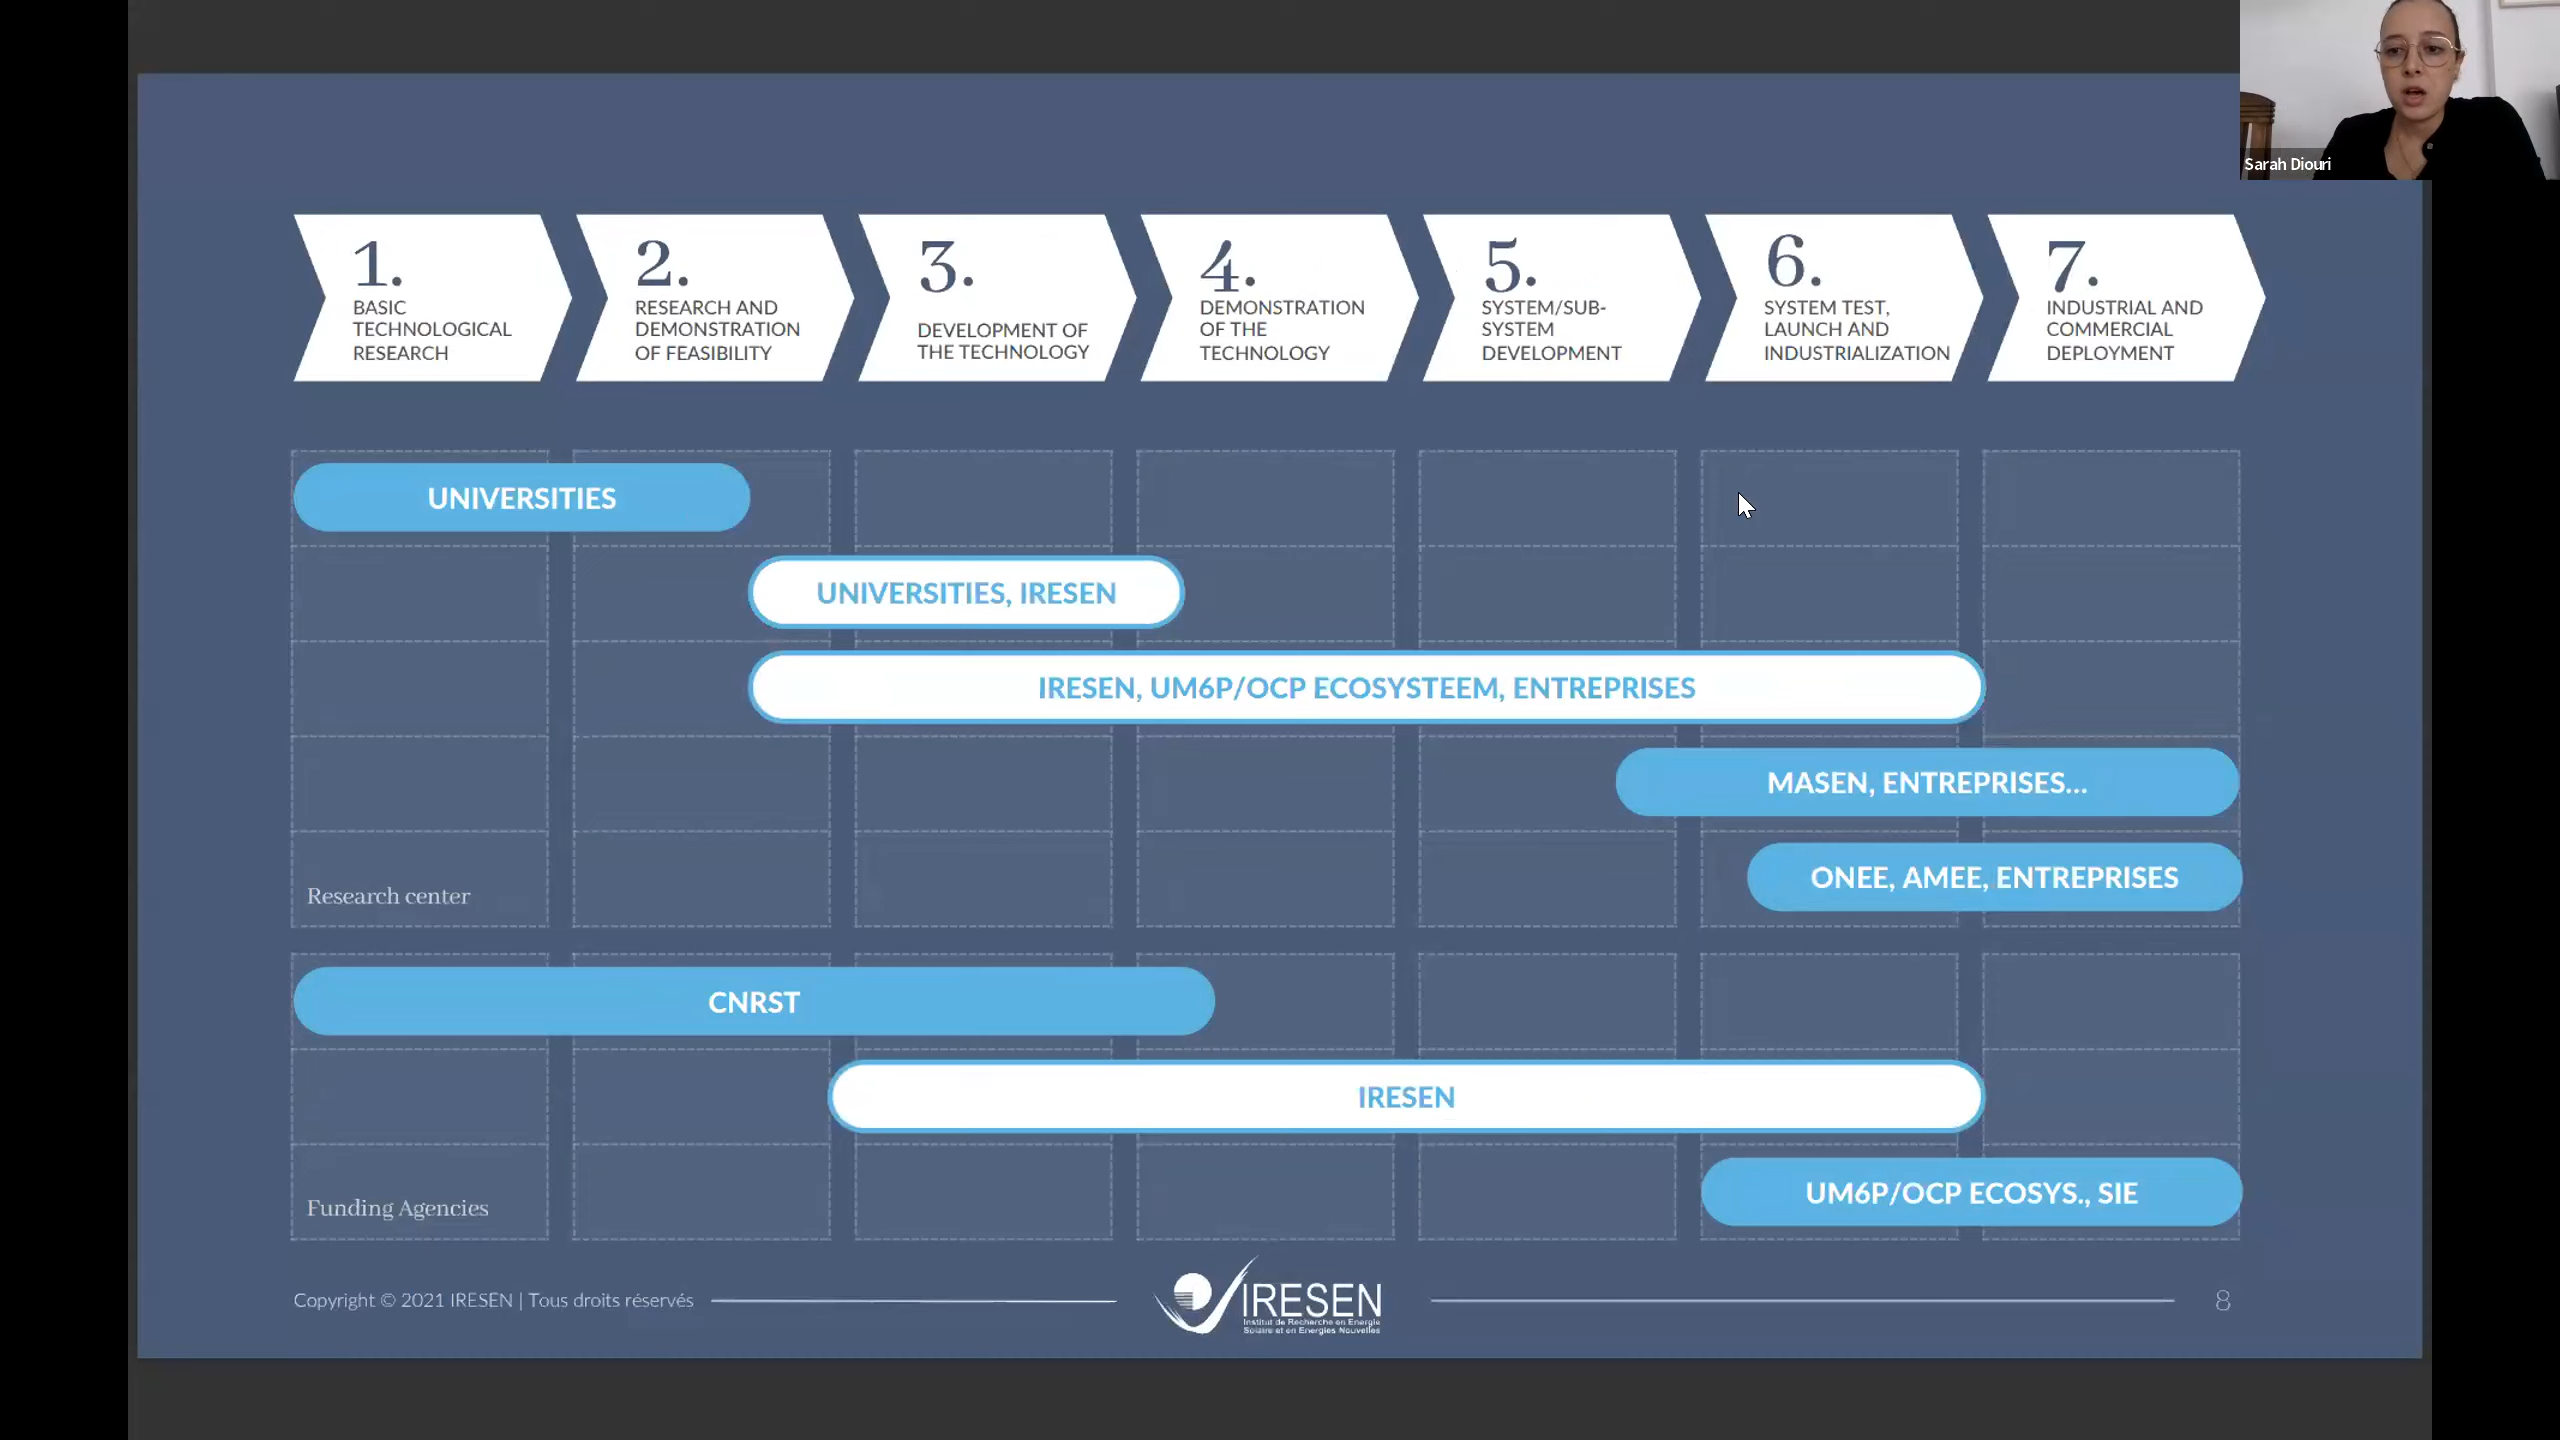 Sarah Diouri
1.
BASIC
TECHNOLOGICAL
RESEARCH
2.
RESEARCH AND
DEMONSTRATION
OF FEASIBILITY
3.
DEVELOPMENT OF
THE TECHNOLOGY
4.
DEMONSTRATION
OF THE
TECHNOLOGY
5.
SYSTEM/SUB-
SYSTEM
DEVELOPMENT
6.
SYSTEM TEST,
LAUNCH AND
INDUSTRIALIZATION
7.
INDUSTRIAL AND
COMMERCIAL
DEPLOYMENT
UNIVERSITIES
UNIVERSITIES, IRESEN
IRESEN, UM6P/OCP ECOSYSTEEM, ENTREPRISES
MASEN, ENTREPRISES...
ONEE, AMEE, ENTREPRISES
Research center
CNRST
IRESEN
UM6P/OCP ECOSYS., SIE
Funding Agencies
Copyright © 2021 IRESEN | Tous droits réservés
IRESEN
Institut de Recherche en Energie
Solaire et en Energies Nouvelles
8